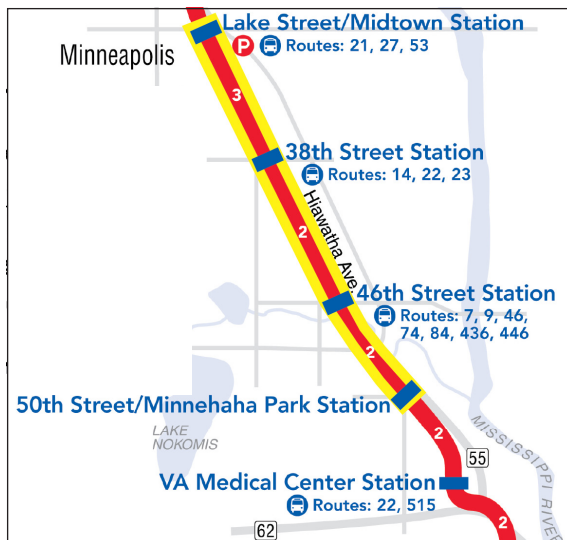 Lake Street/Midtown Station
Minneapolis
P Routes: 21, 27, 53
3
38th Street Station
Routes: 14, 22, 23
Hiawatha Ave.
2
46th Street Station
Routes: 7, 9, 46,
74, 84, 436, 446
2
50th Street/Minnehaha Park Station
LAKE
NOKOMIS
2
MISSISSIPPI RIVER
55
VA Medical Center Station
Routes: 22, 515
62
2